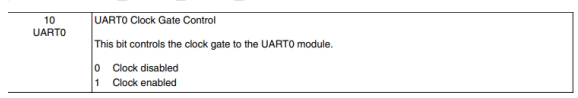 10
UART0
UART0 Clock Gate Control
This bit controls the clock gate to the UART0 module.
0 Clock disabled
1 Clock enabled